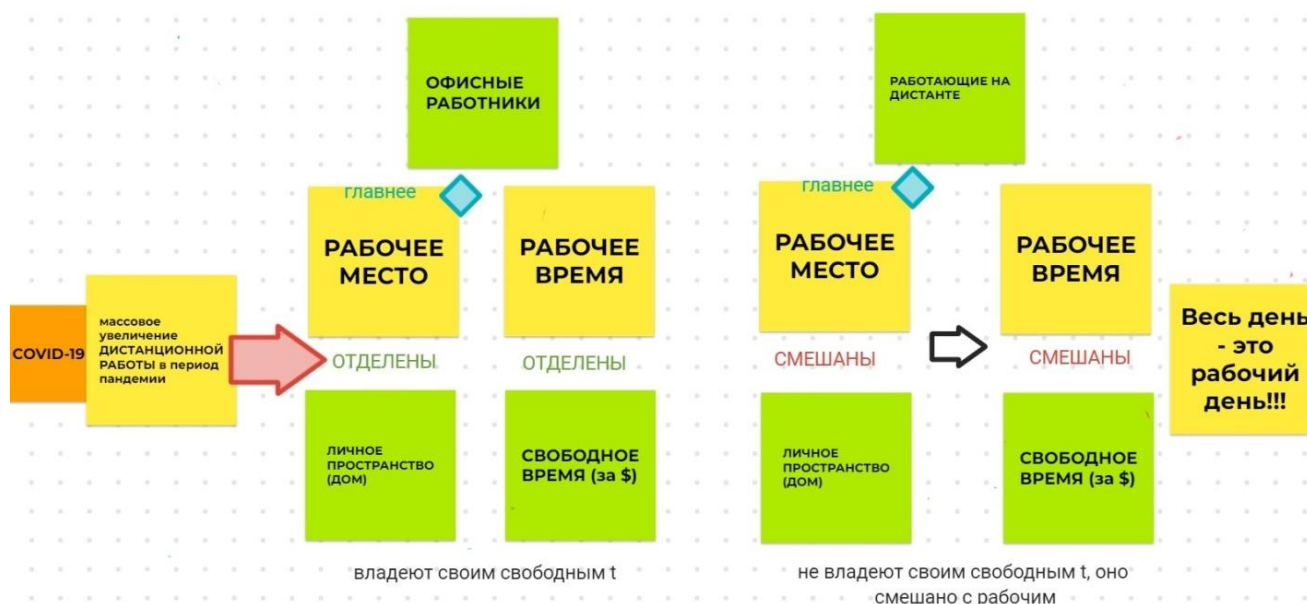 COVID-19
массовое
увеличение
ДИСТАНЦИОННОЙ
РАБОТЫ в период
пандемии
ОФИСНЫЕ
РАБОТНИКИ
главнее
РАБОЧЕЕ
МЕСТО
РАБОЧЕЕ
ВРЕМЯ
ОТДЕЛЕНЫ
ОТДЕЛЕНЫ
ЛИЧНОЕ
ПРОСТРАНСТВО
(ДОМ)
СВОБОДНОЕ
ВРЕМЯ (за $)
владеют своим свободным t
РАБОТАЮЩИЕ НА
ДИСТАНТЕ
главнее
РАБОЧЕЕ
МЕСТО
РАБОЧЕЕ
ВРЕМЯ
СМЕШАНЫ
СМЕШАНЫ
ЛИЧНОЕ
ПРОСТРАНСТВО
(ДОМ)
СВОБОДНОЕ
ВРЕМЯ (за $)
не владеют своим свободным t, оно
смешано с рабочим
Весь день
- это
рабочий
день!!!